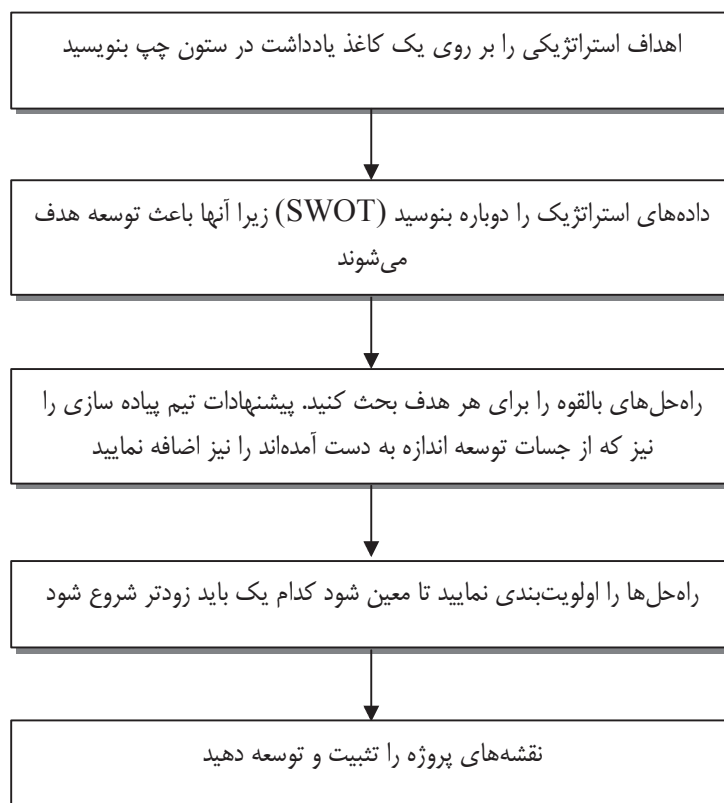 اهداف استراتژیکی را بر روی یک کاغذ یادداشت در ستون چپ بنویسید
داده‌های استراتژیک را دوباره بنوسید (SWOT) زیرا آنها باعث توسعه هدف
می‌شوند
راه‌حل‌های بالقوه را برای هر هدف بحث کنید. پیشنهادات تیم پیاده سازی را
نیز که از جسات توسعه اندازه به دست آمده‌اند را نیز اضافه نمایید
راه‌حل‌ها را اولویت‌بندی نمایید تا معین شود کدام یک باید زودتر شروع شود
نقشه‌های پروژه را تثبیت و توسعه دهید